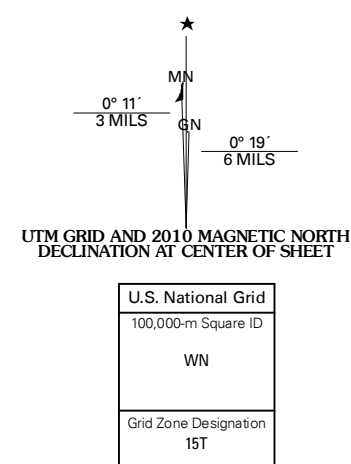 MN
0° 11´
3 MILS
GN
0° 19´
6 MILS
UTM GRID AND 2010 MAGNETIC NORTH
DECLINATION AT CENTER OF SHEET
U.S. National Grid
100,000-m Square ID
WN
Grid Zone Designation
15T